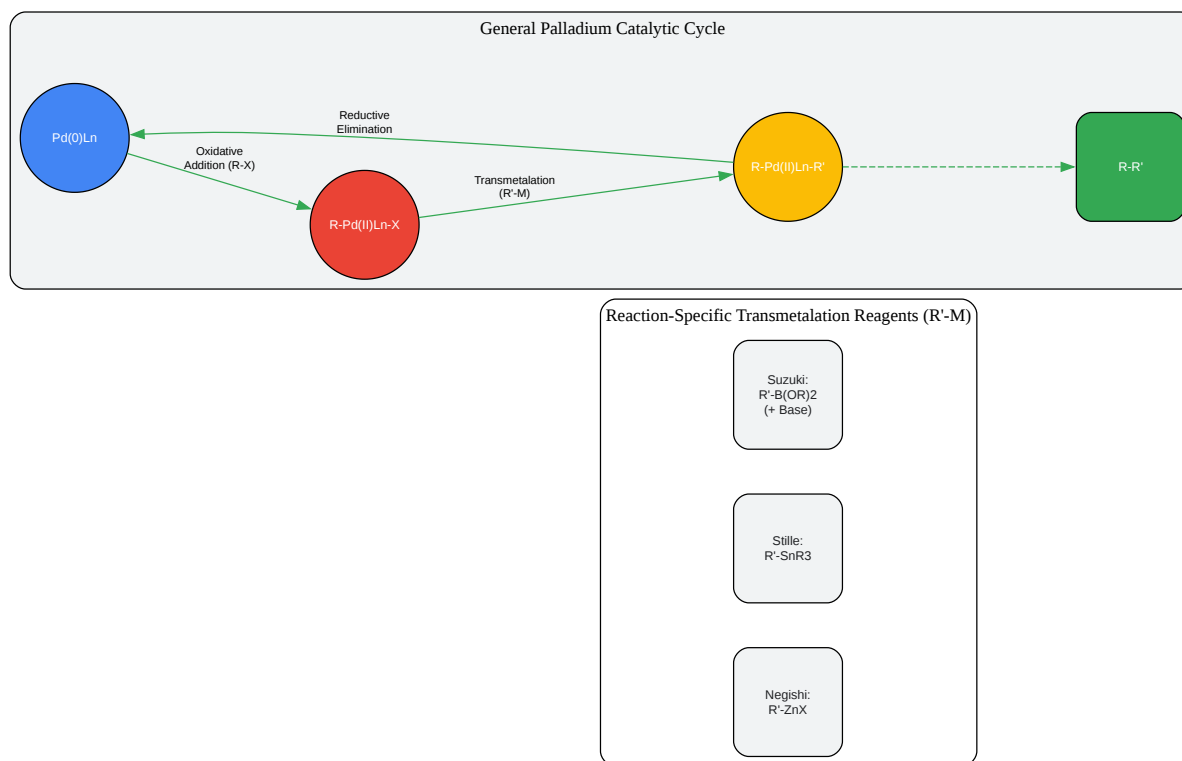 General Palladium Catalytic Cycle
Pd(0)Ln
Reductive
Elimination
Oxidative
Addition (R-X)
Transmetalation
(R'-M)
R-Pd(II)Ln-X
R-Pd(II)Ln-R'
R-R'
Reaction-Specific Transmetalation Reagents (R'-M)
Suzuki:
R'-B(OR)2
(+ Base)
Stille:
R'-SnR3
Negishi:
R'-ZnX